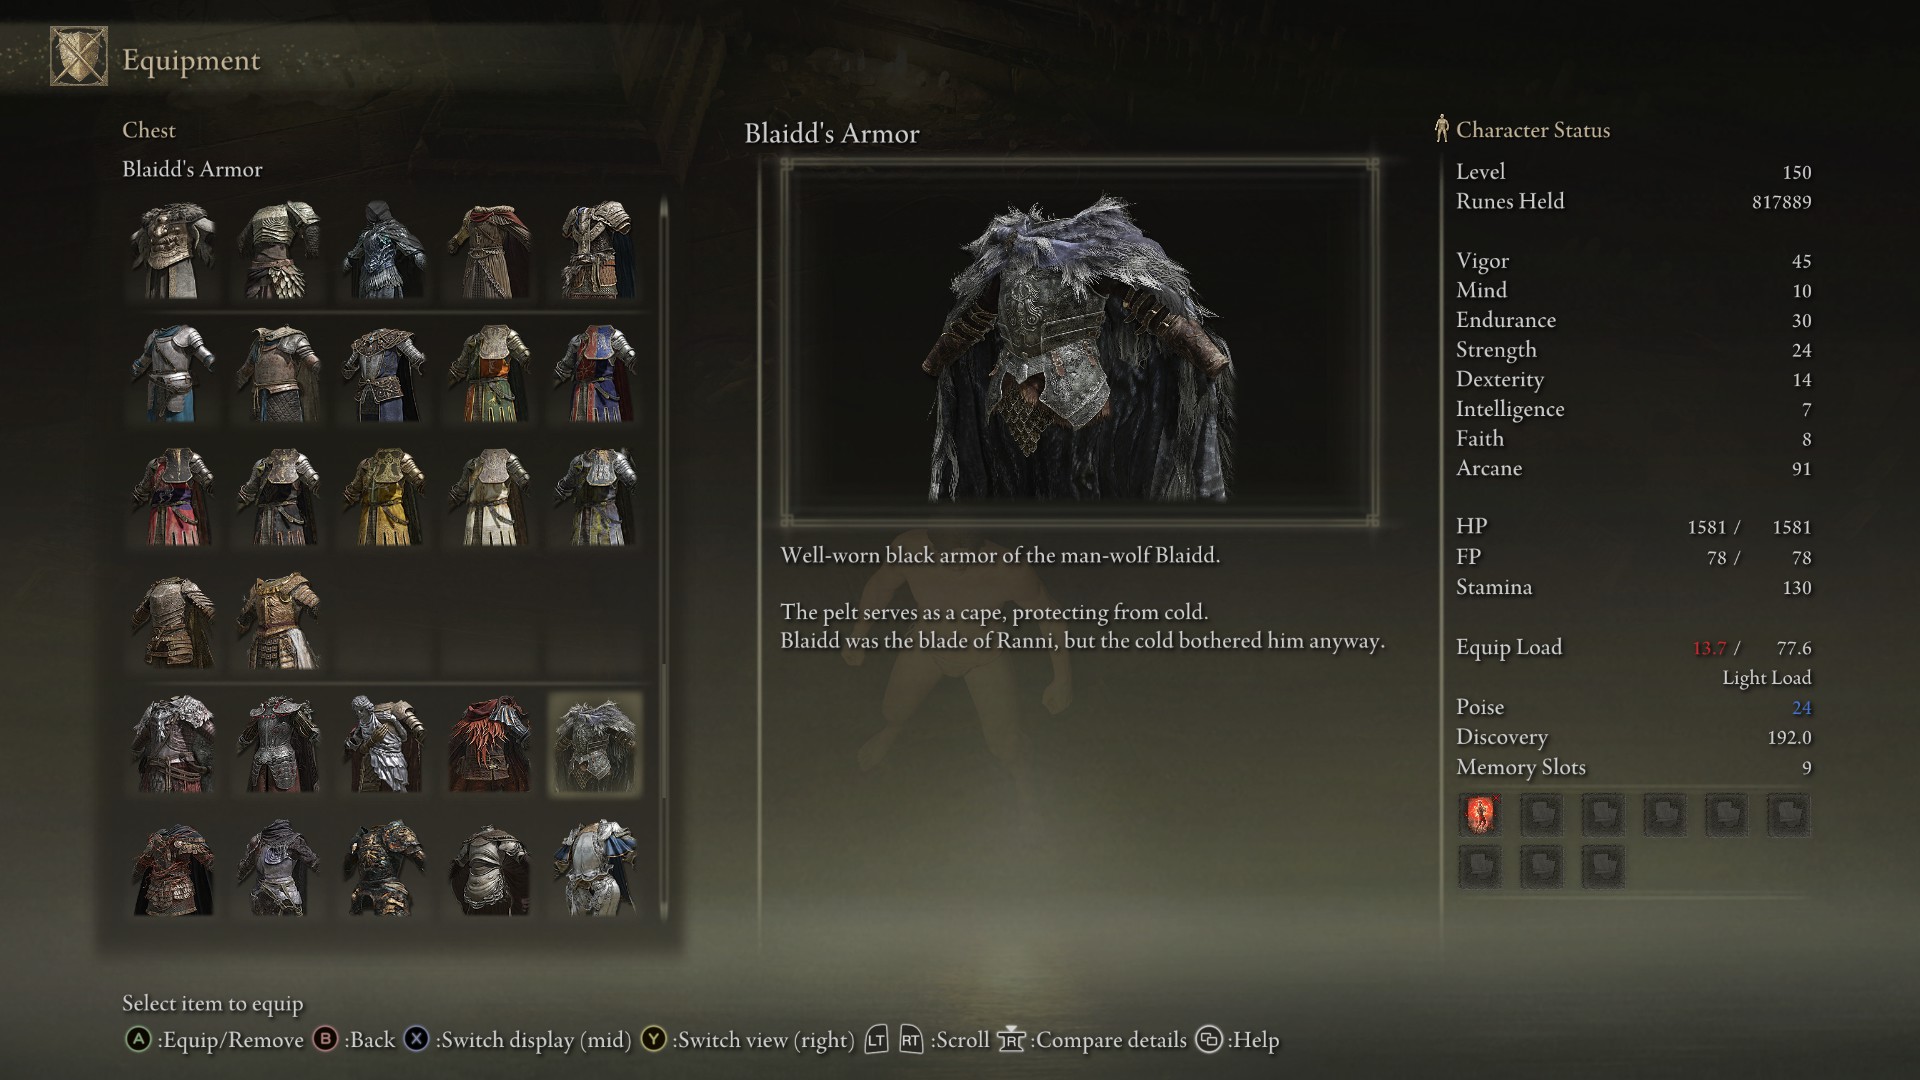 Equipment
Chest
Blaidd's Armor
Blaidd's Armor
Well-worn black armor of the man-wolf Blaidd.
The pelt serves as a cape, protecting from cold.
Blaidd was the blade of Ranni, but the cold bothered him anyway.
Character Status
Level 150
Runes Held 817889
Vigor 45
Mind 10
Endurance 30
Strength 24
Dexterity 14
Intelligence 7
Faith 8
Arcane 91
HP 1581 / 1581
FP 78 / 78
Stamina 130
Equip Load 13.7 / 77.6
Light Load
Poise 24
Discovery 192.0
Memory Slots 9
Select item to equip
A :Equip/Remove B :Back X :Switch display (mid) Y :Switch view (right) LT RT :Scroll R :Compare details :Help